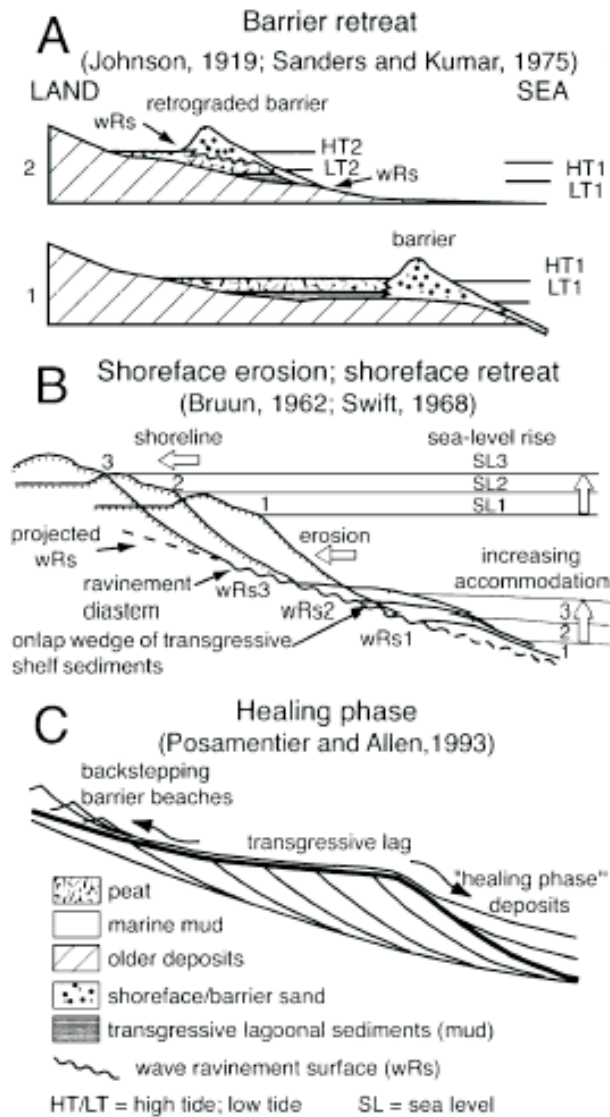 A
Barrier retreat
(Johnson, 1919; Sanders and Kumar, 1975)
LAND
SEA
retrograded barrier
wRs
2
HT2
LT2
wRs
HT1
LT1
barrier
1
HT1
LT1
B
Shoreface erosion; shoreface retreat
(Bruun, 1962; Swift, 1968)
shoreline
sea-level rise
3
SL3
2
SL2
1
SL1
projected
wRs
erosion
ravinement
diastem
increasing
accommodation
wRs3
wRs2
wRs1
3
2
1
onlap wedge of transgressive
shelf sediments
C
Healing phase
(Posamentier and Allen,1993)
backstepping
barrier beaches
transgressive lag
"healing phase"
deposits
peat
marine mud
older deposits
shoreface/barrier sand
transgressive lagoonal sediments (mud)
wave ravinement surface (wRs)
HT/LT = high tide; low tide SL = sea level